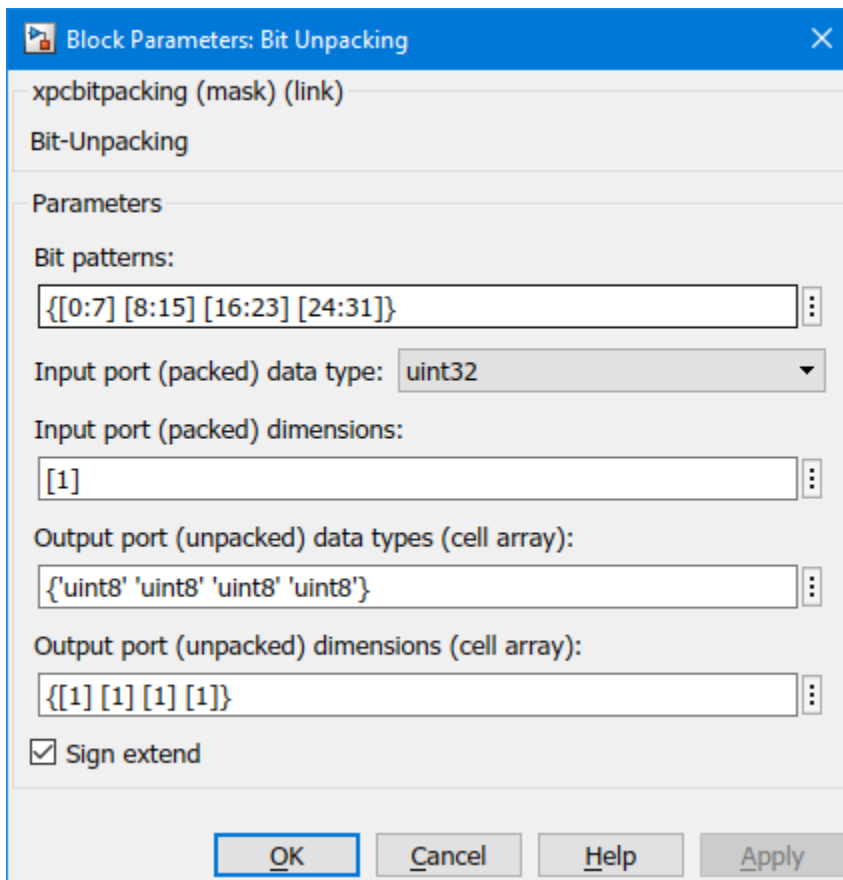 Block Parameters: Bit Unpacking
xpcbitpacking (mask) (link)
Bit-Unpacking
Parameters
Bit patterns:
{[0:7] [8:15] [16:23] [24:31]}
Input port (packed) data type: uint32
Input port (packed) dimensions:
[1]
Output port (unpacked) data types (cell array):
{'uint8' 'uint8' 'uint8' 'uint8'}
Output port (unpacked) dimensions (cell array):
{[1] [1] [1] [1]}
Sign extend
OK Cancel Help Apply